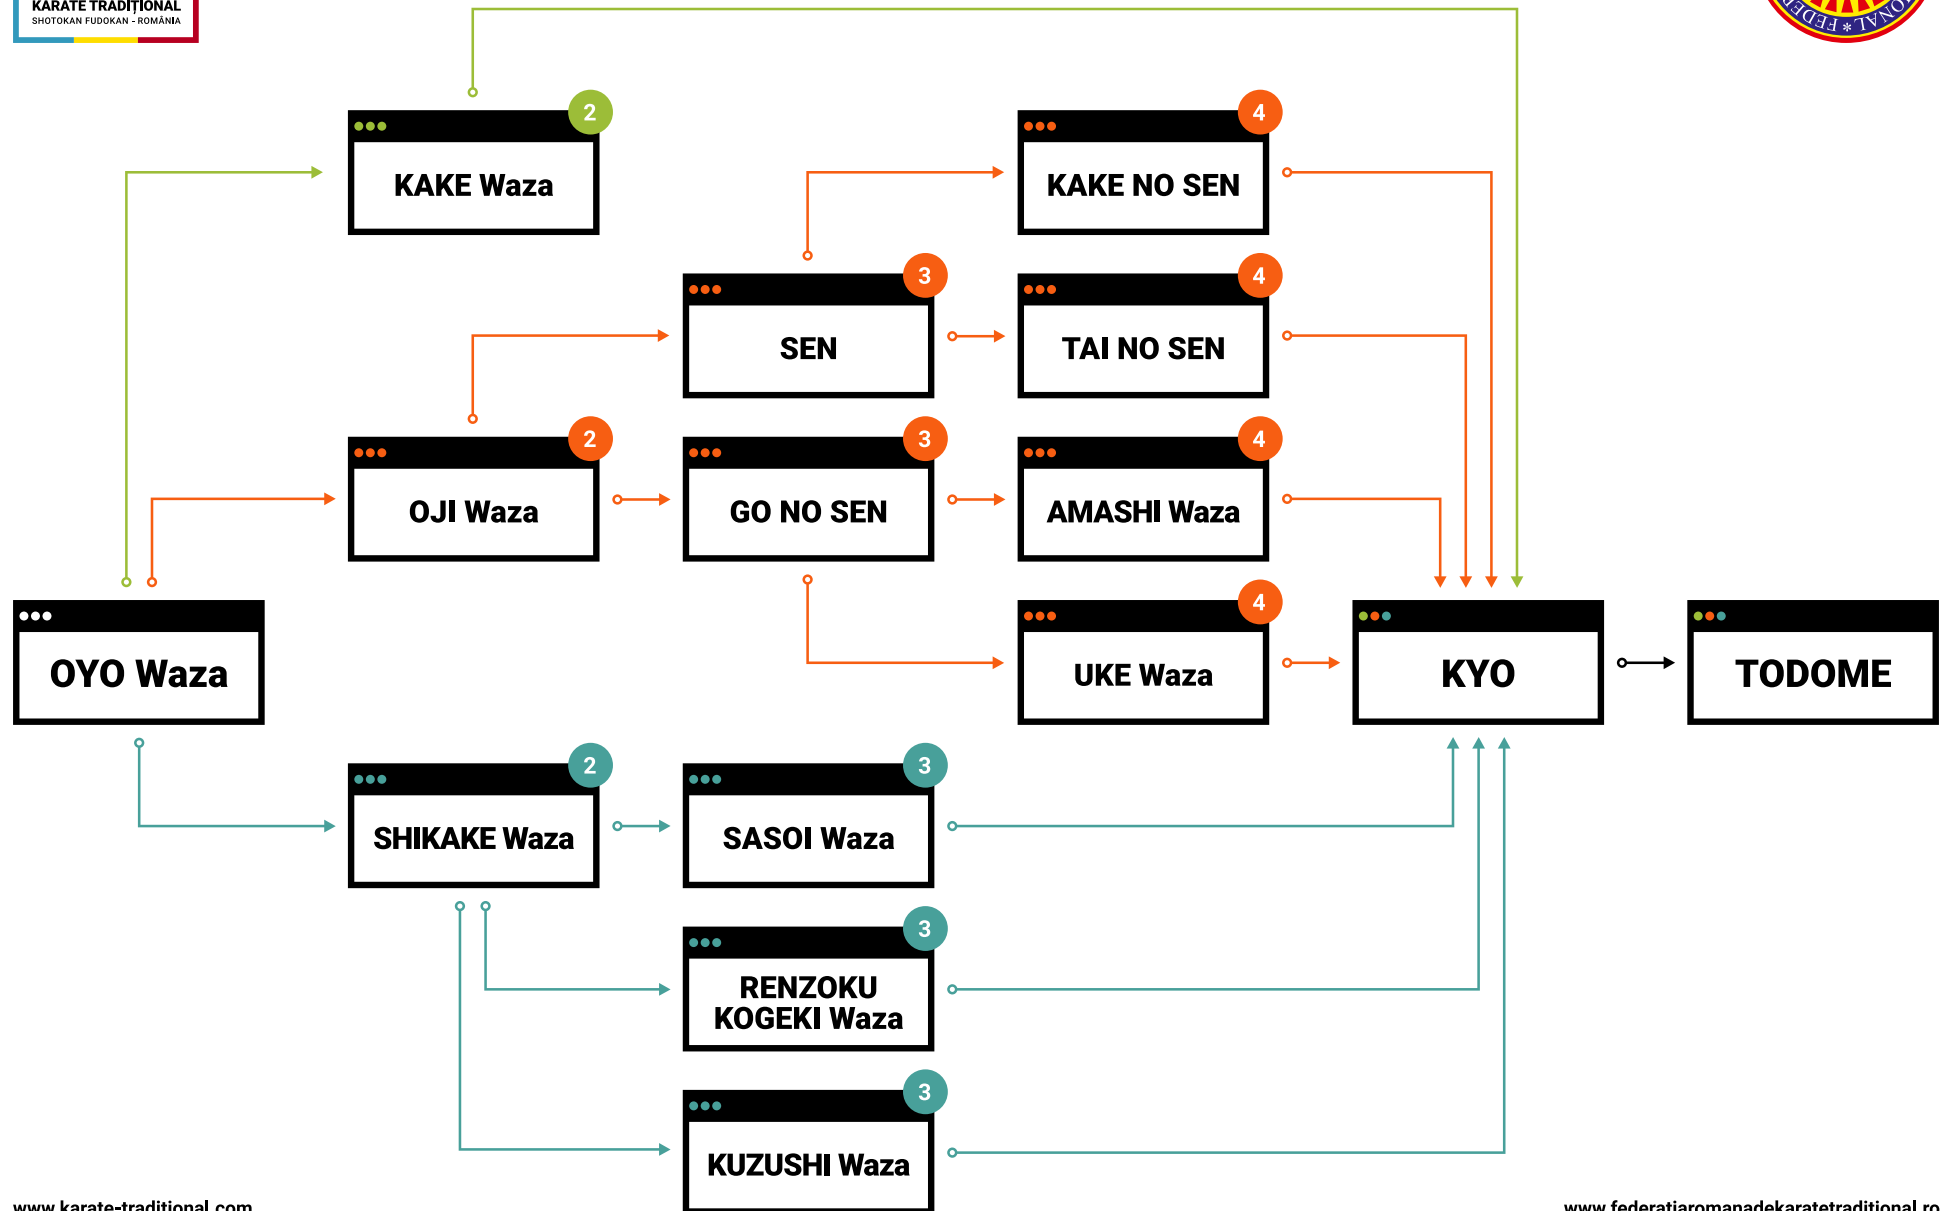 KARATE TRADIȚIONAL
SHOTOKAN FUDOKAN - ROMÂNIA
2
KAKE Waza
4
KAKE NO SEN
3
SEN
4
TAI NO SEN
2
OJI Waza
3
GO NO SEN
4
AMASHI Waza
OYO Waza
4
UKE Waza
KYO
TODOME
2
SHIKAKE Waza
3
SASOI Waza
3
RENZOKU
KOGEKI Waza
3
KUZUSHI Waza
www.karate-traditional.com
www.federatiaromanadekaratetraditional.ro